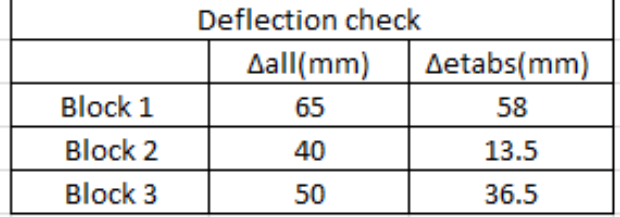 Deflection check
Δall(mm) Δetabs(mm)
Block 1 65 58
Block 2 40 13.5
Block 3 50 36.5